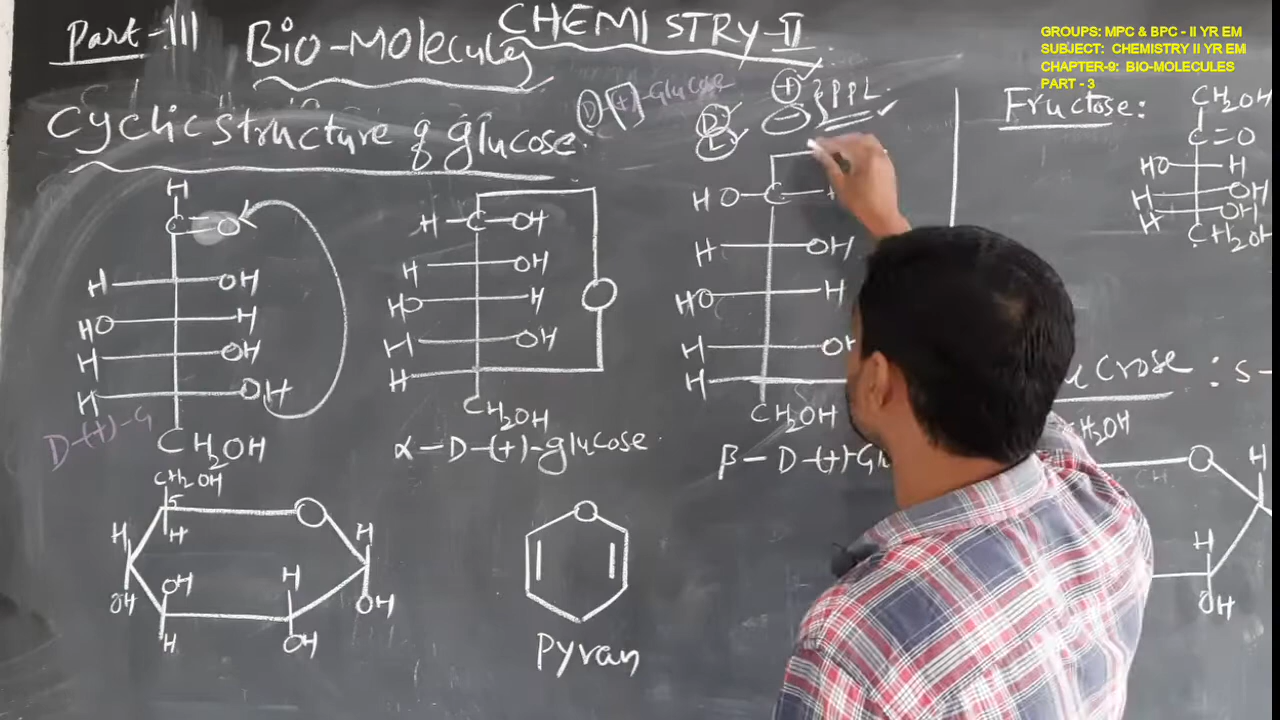 Part-III
Bio-Molecules
CHEMISTRY-II
GROUPS: MPC & BPC - II YR EM
SUBJECT: CHEMISTRY II YR EM
CHAPTER-9: BIO-MOLECULES
PART - 3
Cyclic structure of glucose
D-(+)-Glucose
D
L
+
PPL
H
C=O
H OH
HO H
H OH
H OH
CH2OH
D-(+)-G
H-C-OH
H OH
HO H
H OH
H O
CH2OH
α-D-(+)-glucose
HO-C-
H OH
HO H
H OH
H
CH2OH
β-D-(+)-Gl
Fructose:
CH2OH
C=O
HO H
H OH
H OH
CH2OH
crose: S-
CH2OH
O
H
H
OH
CH2OH
5
O
H H H
OH OH H OH
H OH
O
Pyran